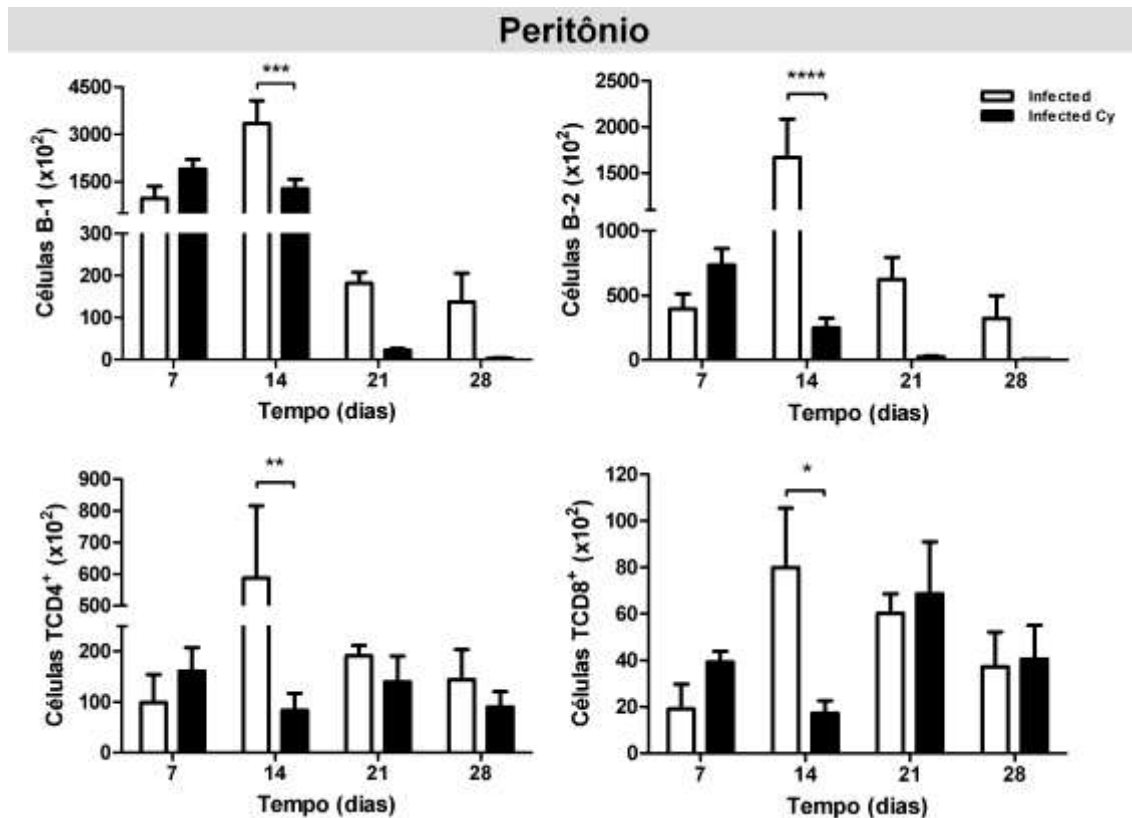 Peritônio
Células B-1 (x10²)
4500
3000
1500
300
200
100
0
***
7 14 21 28
Tempo (dias)
Células B-2 (x10²)
2500
2000
1500
1000
500
0
****
7 14 21 28
Tempo (dias)
Infected
Infected Cy
Células TCD4⁺ (x10²)
900
800
700
600
500
200
100
0
**
7 14 21 28
Tempo (dias)
Células TCD8⁺ (x10²)
120
100
80
60
40
20
0
*
7 14 21 28
Tempo (dias)